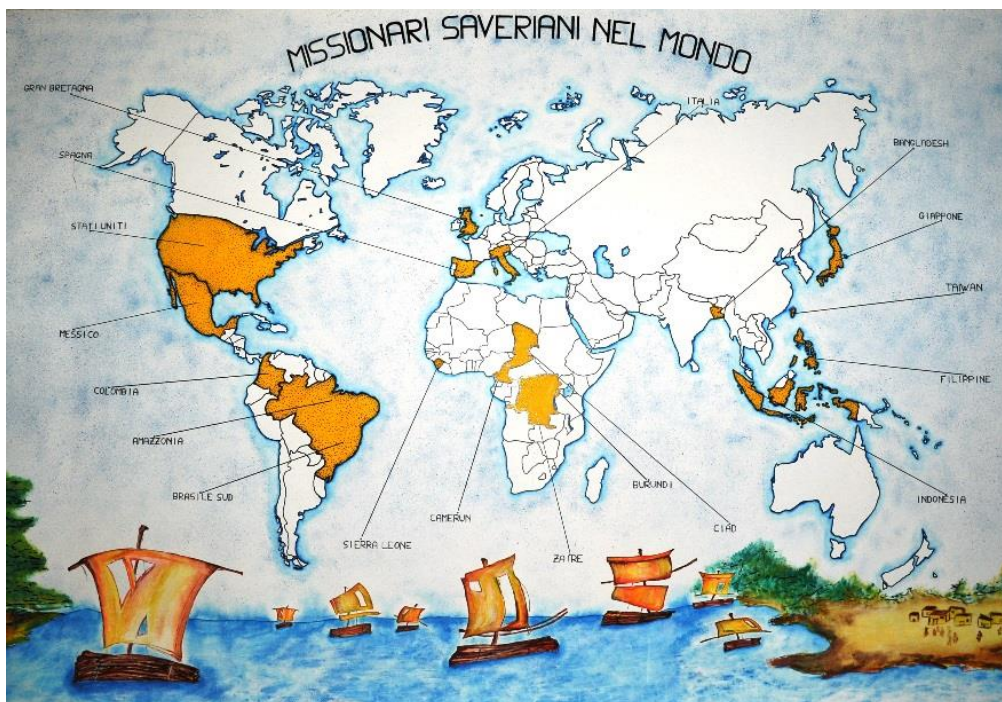 MISSIONARI SAVERIANI NEL MONDO
GRAN BRETAGNA
ITALIA
SPAGNA
BANGLADESH
STATI UNITI
GIAPPONE
MESSICO
TAIWAN
COLOMBIA
FILIPPINE
AMAZZONIA
BRASILE SUD
BURUNDI
INDONESIA
CAMERUN
CIAD
SIERRA LEONE
ZAIRE